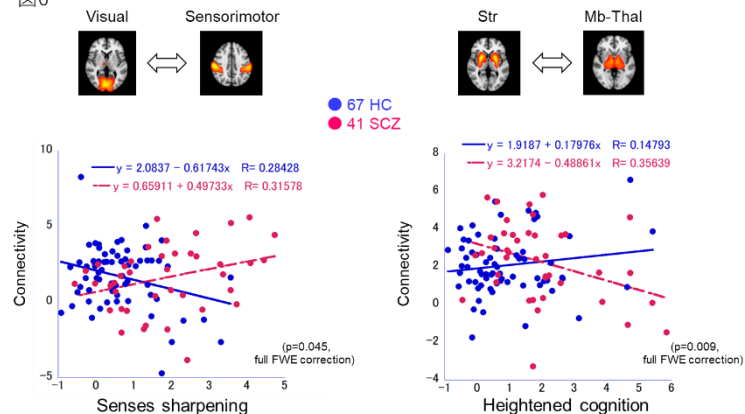 図6
Visual
Sensorimotor
Str
Mb-Thal
67 HC
41 SCZ
y = 2.0837 − 0.61743x R= 0.28428
y = 0.65911 + 0.49733x R= 0.31578
10
5
0
−5
Connectivity
−1 0 1 2 3 4 5
Senses sharpening
(p=0.045,
full FWE correction)
y = 1.9187 + 0.17976x R= 0.14793
y = 3.2174 − 0.48861x R= 0.35639
8
6
4
2
0
−2
−4
Connectivity
−1 0 1 2 3 4 5 6
Heightened cognition
(p=0.009,
full FWE correction)